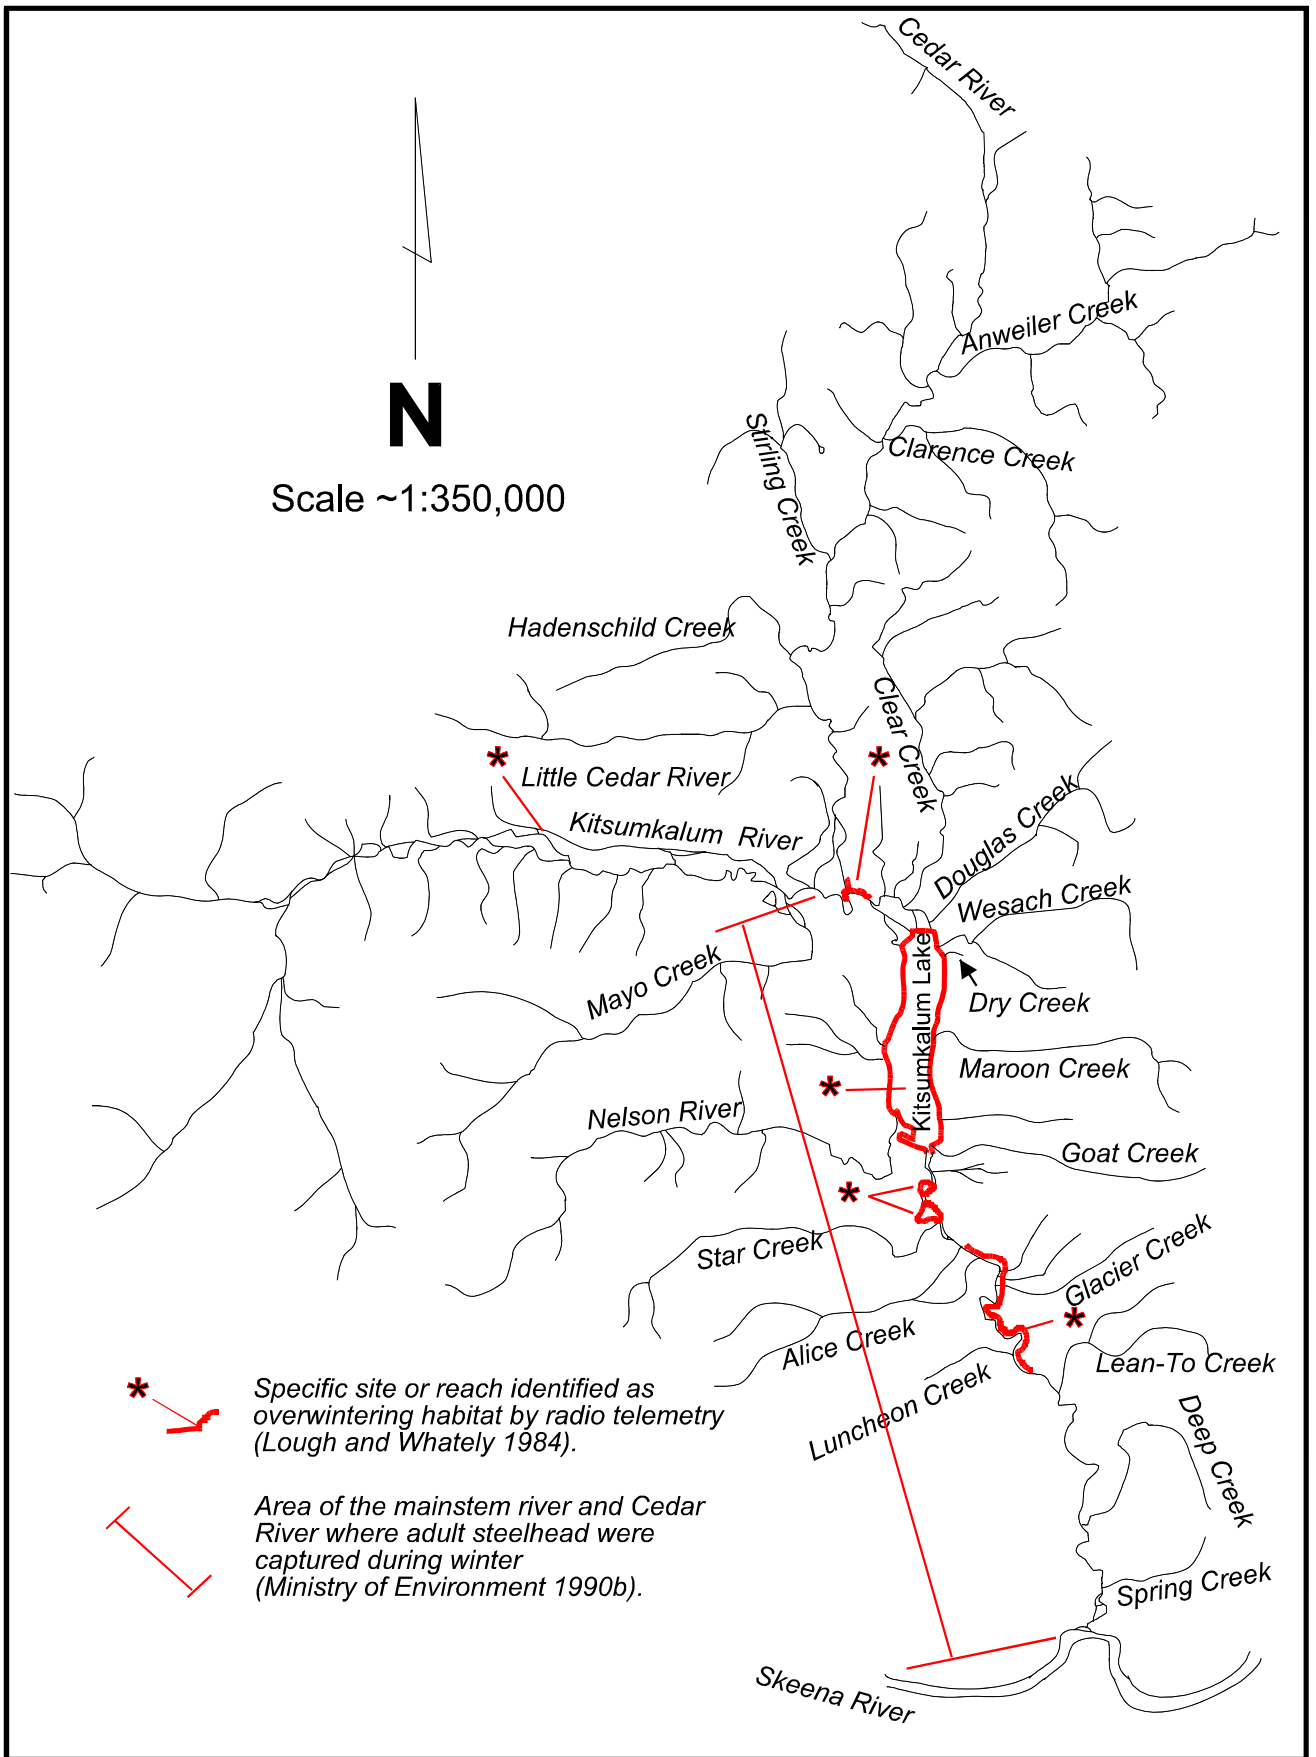 Cedar River
Anweiler Creek
N
Scale ~1:350,000
Stirling Creek
Clarence Creek
Hadenschild Creek
Clear Creek
*
*
Little Cedar River
Kitsumkalum River
Douglas Creek
Wesach Creek
Mayo Creek
Kitsumkalum Lake
Dry Creek
Maroon Creek
*
Nelson River
Goat Creek
*
Star Creek
Glacier Creek
*
Alice Creek
Lean-To Creek
Luncheon Creek
Deep Creek
*
Specific site or reach identified as
overwintering habitat by radio telemetry
(Lough and Whately 1984).
Area of the mainstem river and Cedar
River where adult steelhead were
captured during winter
(Ministry of Environment 1990b).
Spring Creek
Skeena River